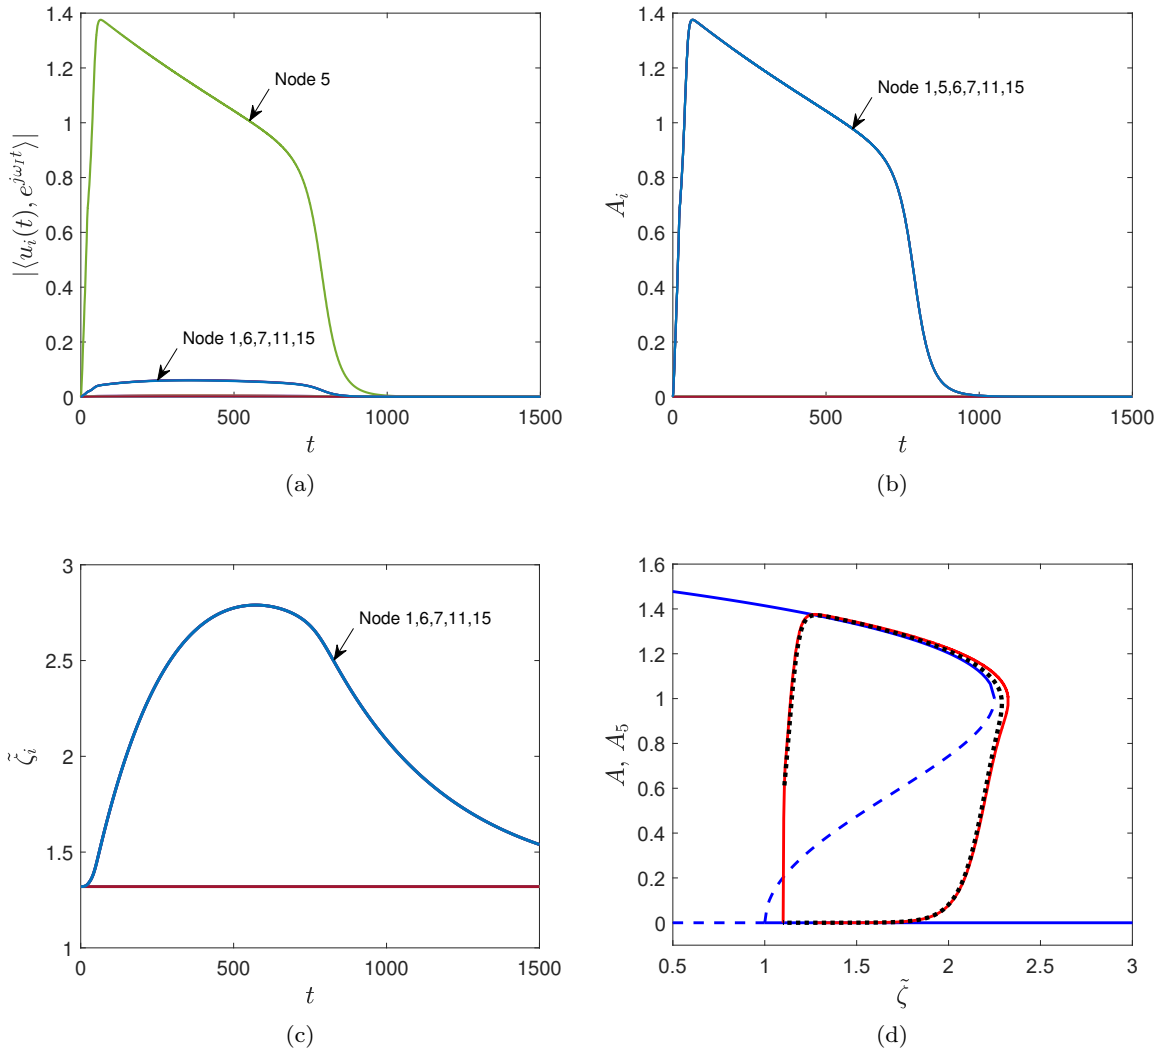 1.4
1.2
1
0.8
0.6
0.4
0.2
0
|⟨u_i(t), e^{jω_I t}⟩|
Node 5
Node 1,6,7,11,15
0 500 1000 1500
t
(a)
1.4
1.2
1
0.8
0.6
0.4
0.2
0
A_i
Node 1,5,6,7,11,15
0 500 1000 1500
t
(b)
3
2.5
2
1.5
1
ζ̃_i
Node 1,6,7,11,15
0 500 1000 1500
t
(c)
1.6
1.4
1.2
1
0.8
0.6
0.4
0.2
0
A, A_5
0.5 1 1.5 2 2.5 3
ζ̃
(d)